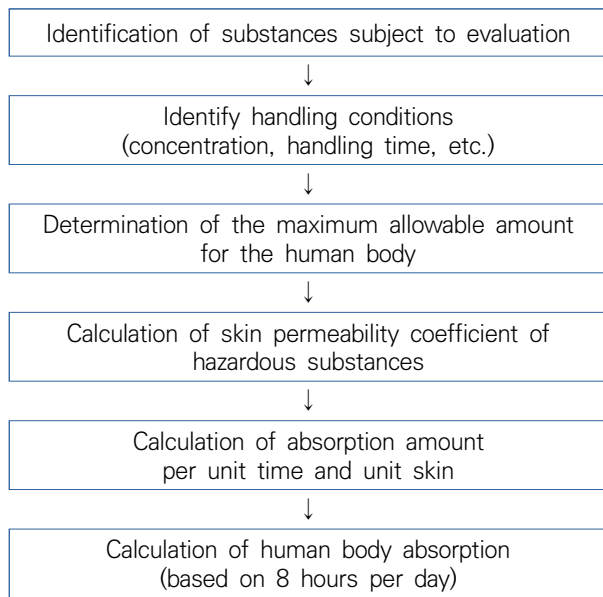 Identification of substances subject to evaluation
↓
Identify handling conditions
(concentration, handling time, etc.)
↓
Determination of the maximum allowable amount
for the human body
↓
Calculation of skin permeability coefficient of
hazardous substances
↓
Calculation of absorption amount
per unit time and unit skin
↓
Calculation of human body absorption
(based on 8 hours per day)